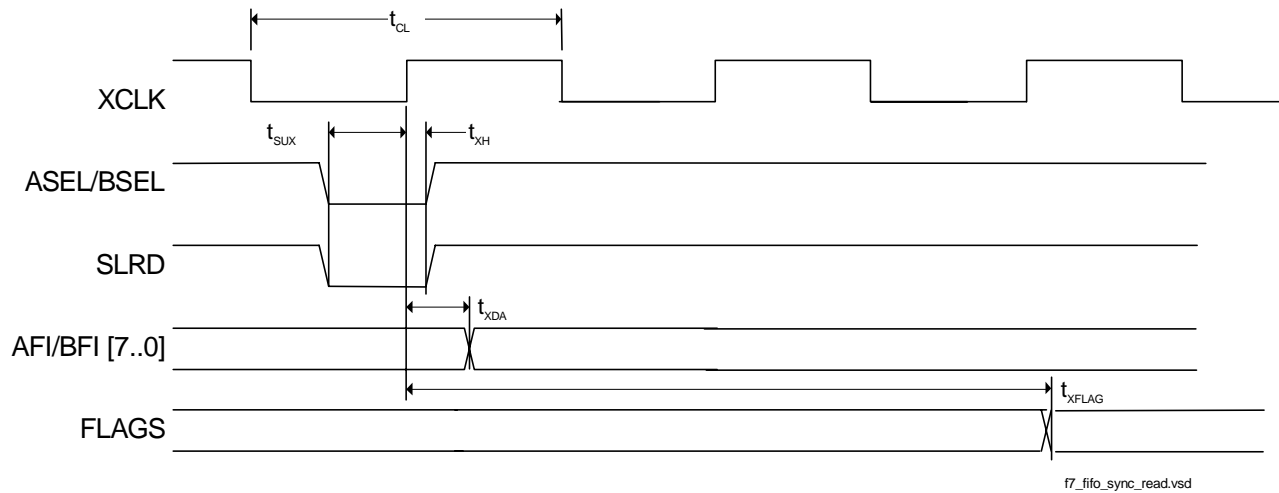 tCL
XCLK
tSUX
tXH
ASEL/BSEL
SLRD
tXDA
AFI/BFI [7..0]
tXFLAG
FLAGS
f7_fifo_sync_read.vsd